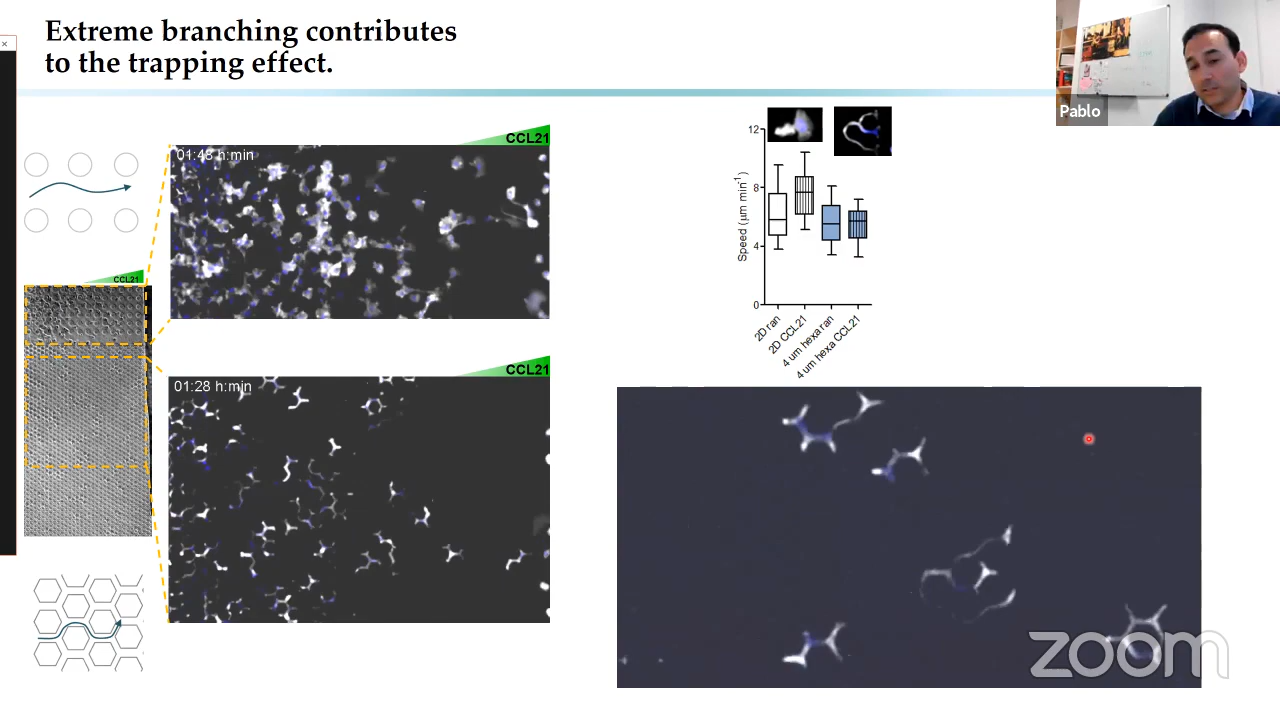 Extreme branching contributes
to the trapping effect.
Pablo
CCL21
01:48 h:min
CCL21
CCL21
01:28 h:min
12
8
4
0
Speed (µm min-1)
2D ran
2D CCL21
4 um hexa ran
4 um hexa CCL21
zoom